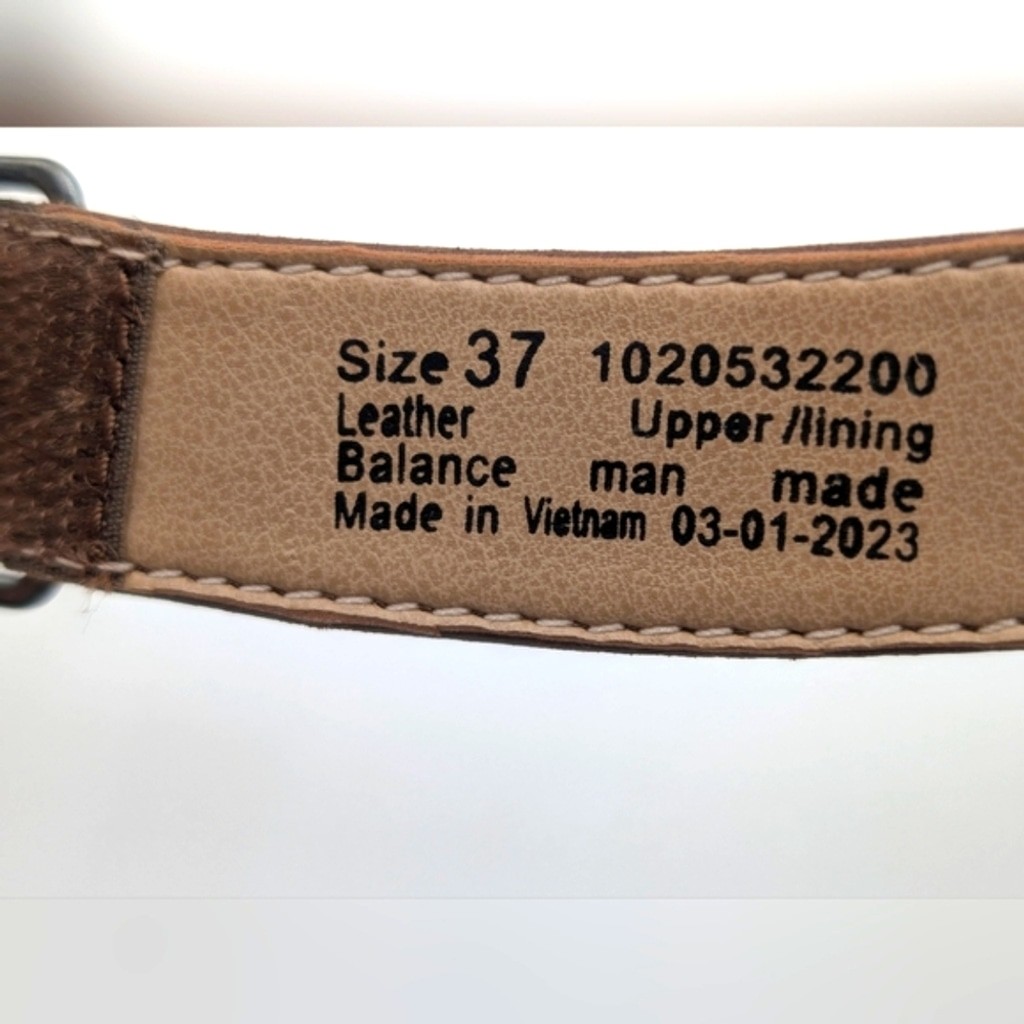 Size 37 1020532200
Leather Upper /lining
Balance man made
Made in Vietnam 03-01-2023